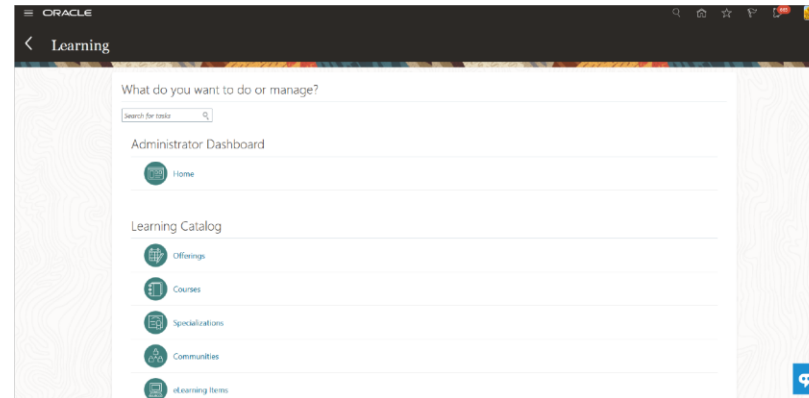 ORACLE
Learning
What do you want to do or manage?
Search for tasks
Administrator Dashboard
Home
Learning Catalog
Offerings
Courses
Specializations
Communities
eLearning Items